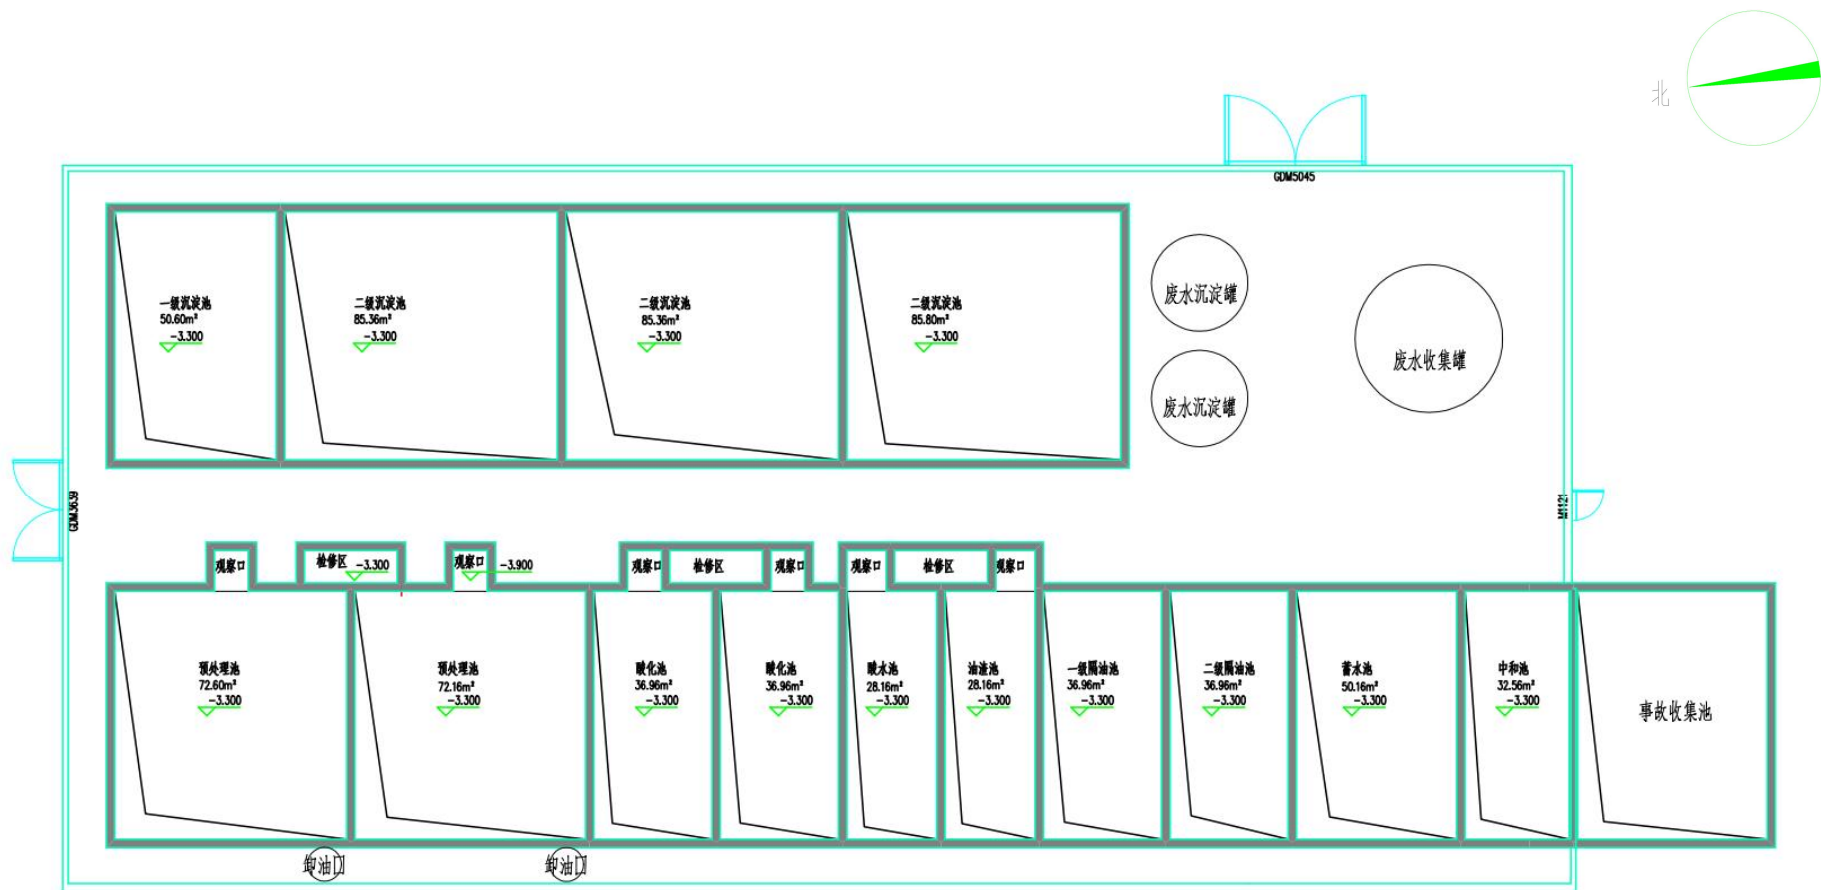 北
GDM5045
一级沉淀池
50.60m²
-3.300
二级沉淀池
85.36m²
-3.300
二级沉淀池
85.36m²
-3.300
二级沉淀池
85.80m²
-3.300
废水沉淀罐
废水沉淀罐
废水收集罐
GDM3639
M1121
观察口
检修区
-3.300
观察口
-3.900
观察口
检修区
观察口
观察口
检修区
观察口
预处理池
72.60m²
-3.300
预处理池
72.16m²
-3.300
酸化池
36.96m²
-3.300
酸化池
36.96m²
-3.300
酸水池
28.16m²
-3.300
油渣池
28.16m²
-3.300
一级隔油池
36.96m²
-3.300
二级隔油池
36.96m²
-3.300
蓄水池
50.16m²
-3.300
中和池
32.56m²
-3.300
事故收集池
卸油口
卸油口